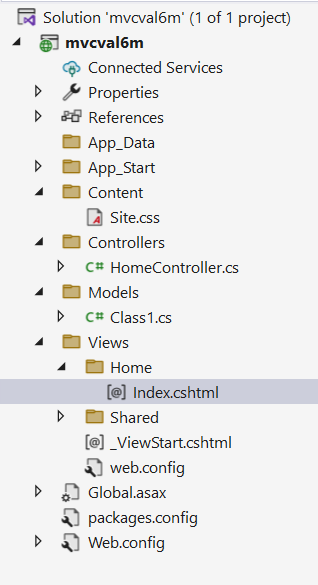 Solution 'mvcval6m' (1 of 1 project)
mvcval6m
Connected Services
Properties
References
App_Data
App_Start
Content
Site.css
Controllers
C# HomeController.cs
Models
C# Class1.cs
Views
Home
[@] Index.cshtml
Shared
[@] _ViewStart.cshtml
web.config
Global.asax
packages.config
Web.config